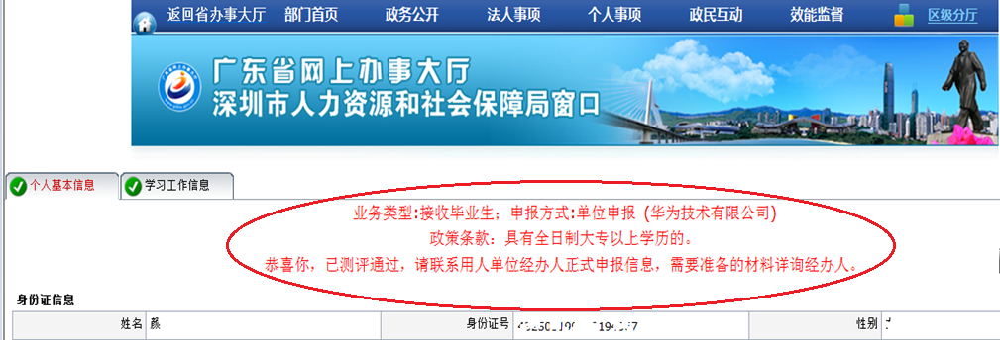 返回省办事大厅 部门首页 政务公开 法人事项 个人事项 政民互动 效能监督 区级分厅
广东省网上办事大厅
深圳市人力资源和社会保障局窗口
个人基本信息 学习工作信息
业务类型:接收毕业生；申报方式:单位申报 (华为技术有限公司)
政策条款：具有全日制大专以上学历的。
恭喜你，已测评通过，请联系用人单位经办人正式申报信息，需要准备的材料详询经办人。
身份证信息
姓名 身份证号 性别